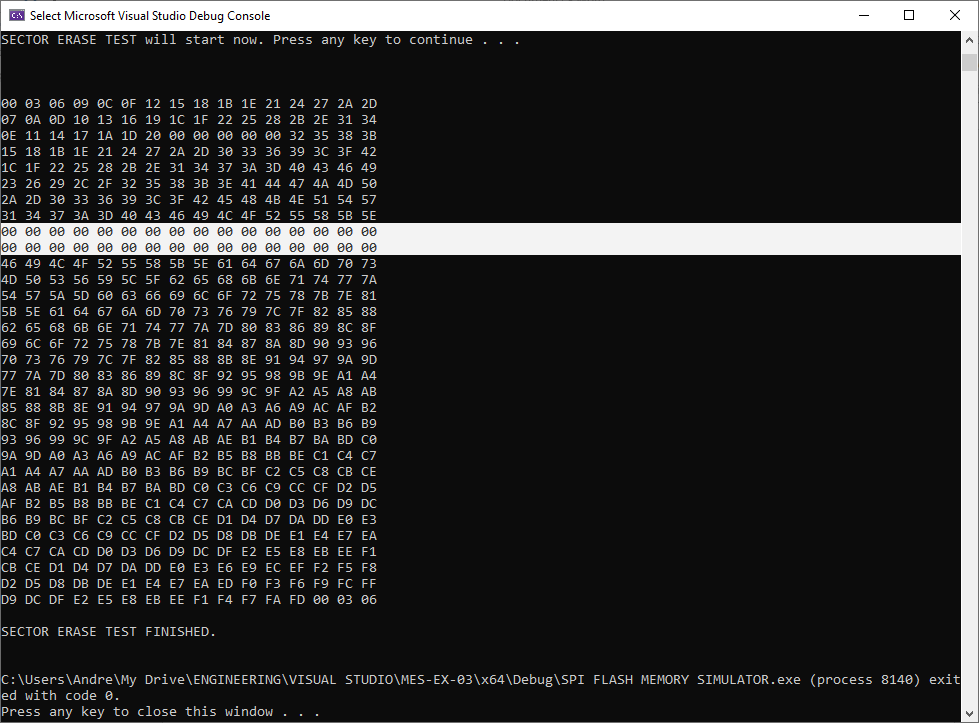 Select Microsoft Visual Studio Debug Console
SECTOR ERASE TEST will start now. Press any key to continue . . .
00 03 06 09 0C 0F 12 15 18 1B 1E 21 24 27 2A 2D
07 0A 0D 10 13 16 19 1C 1F 22 25 28 2B 2E 31 34
0E 11 14 17 1A 1D 20 00 00 00 00 00 32 35 38 3B
15 18 1B 1E 21 24 27 2A 2D 30 33 36 39 3C 3F 42
1C 1F 22 25 28 2B 2E 31 34 37 3A 3D 40 43 46 49
23 26 29 2C 2F 32 35 38 3B 3E 41 44 47 4A 4D 50
2A 2D 30 33 36 39 3C 3F 42 45 48 4B 4E 51 54 57
31 34 37 3A 3D 40 43 46 49 4C 4F 52 55 58 5B 5E
00 00 00 00 00 00 00 00 00 00 00 00 00 00 00 00
00 00 00 00 00 00 00 00 00 00 00 00 00 00 00 00
46 49 4C 4F 52 55 58 5B 5E 61 64 67 6A 6D 70 73
4D 50 53 56 59 5C 5F 62 65 68 6B 6E 71 74 77 7A
54 57 5A 5D 60 63 66 69 6C 6F 72 75 78 7B 7E 81
5B 5E 61 64 67 6A 6D 70 73 76 79 7C 7F 82 85 88
62 65 68 6B 6E 71 74 77 7A 7D 80 83 86 89 8C 8F
69 6C 6F 72 75 78 7B 7E 81 84 87 8A 8D 90 93 96
70 73 76 79 7C 7F 82 85 88 8B 8E 91 94 97 9A 9D
77 7A 7D 80 83 86 89 8C 8F 92 95 98 9B 9E A1 A4
7E 81 84 87 8A 8D 90 93 96 99 9C 9F A2 A5 A8 AB
85 88 8B 8E 91 94 97 9A 9D A0 A3 A6 A9 AC AF B2
8C 8F 92 95 98 9B 9E A1 A4 A7 AA AD B0 B3 B6 B9
93 96 99 9C 9F A2 A5 A8 AB AE B1 B4 B7 BA BD C0
9A 9D A0 A3 A6 A9 AC AF B2 B5 B8 BB BE C1 C4 C7
A1 A4 A7 AA AD B0 B3 B6 B9 BC BF C2 C5 C8 CB CE
A8 AB AE B1 B4 B7 BA BD C0 C3 C6 C9 CC CF D2 D5
AF B2 B5 B8 BB BE C1 C4 C7 CA CD D0 D3 D6 D9 DC
B6 B9 BC BF C2 C5 C8 CB CE D1 D4 D7 DA DD E0 E3
BD C0 C3 C6 C9 CC CF D2 D5 D8 DB DE E1 E4 E7 EA
C4 C7 CA CD D0 D3 D6 D9 DC DF E2 E5 E8 EB EE F1
CB CE D1 D4 D7 DA DD E0 E3 E6 E9 EC EF F2 F5 F8
D2 D5 D8 DB DE E1 E4 E7 EA ED F0 F3 F6 F9 FC FF
D9 DC DF E2 E5 E8 EB EE F1 F4 F7 FA FD 00 03 06
SECTOR ERASE TEST FINISHED.
C:\Users\Andre\My Drive\ENGINEERING\VISUAL STUDIO\MES-EX-03\x64\Debug\SPI FLASH MEMORY SIMULATOR.exe (process 8140) exit
ed with code 0.
Press any key to close this window . . .